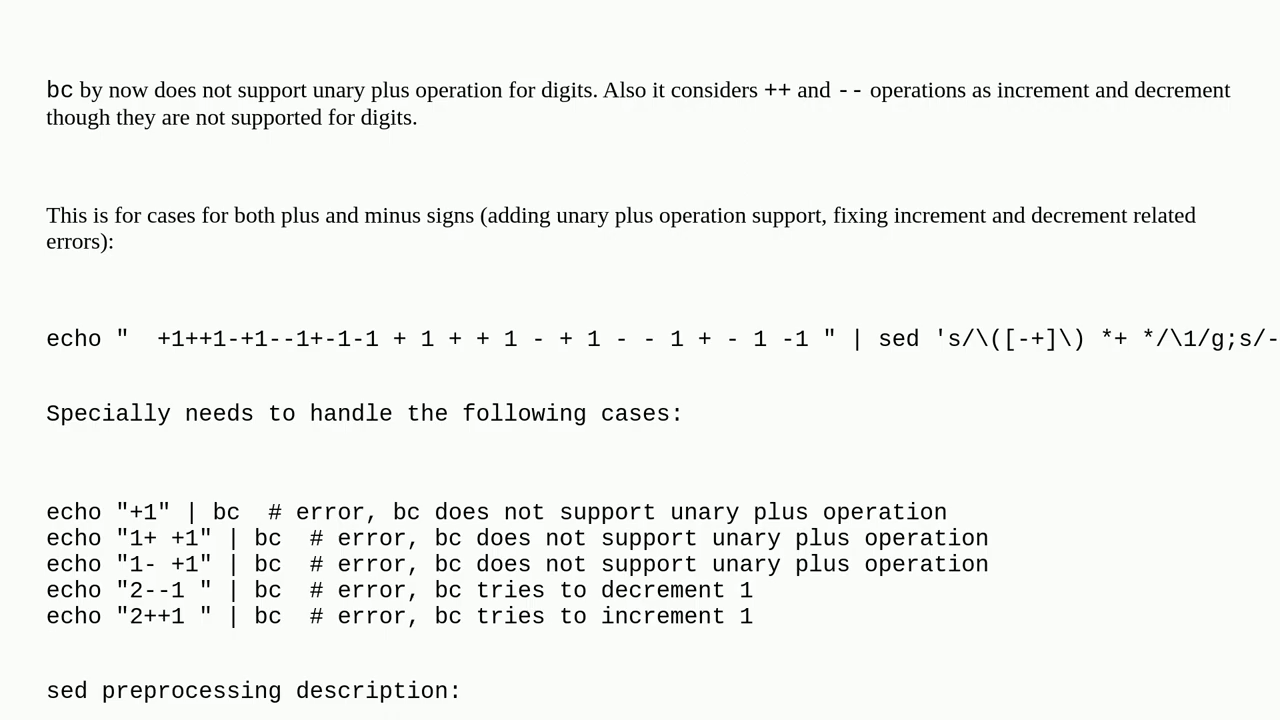 bc by now does not support unary plus operation for digits. Also it considers ++ and -- operations as increment and decrement
though they are not supported for digits.
This is for cases for both plus and minus signs (adding unary plus operation support, fixing increment and decrement related
errors):
echo "  +1++1-+1--1+-1-1 + 1 + + 1 - + 1 - - 1 + - 1 -1 " | sed 's/\([-+]\) *+ */\1/g;s/-
Specially needs to handle the following cases:
echo "+1" | bc  # error, bc does not support unary plus operation
echo "1+ +1" | bc  # error, bc does not support unary plus operation
echo "1- +1" | bc  # error, bc does not support unary plus operation
echo "2--1 " | bc  # error, bc tries to decrement 1
echo "2++1 " | bc  # error, bc tries to increment 1
sed preprocessing description: